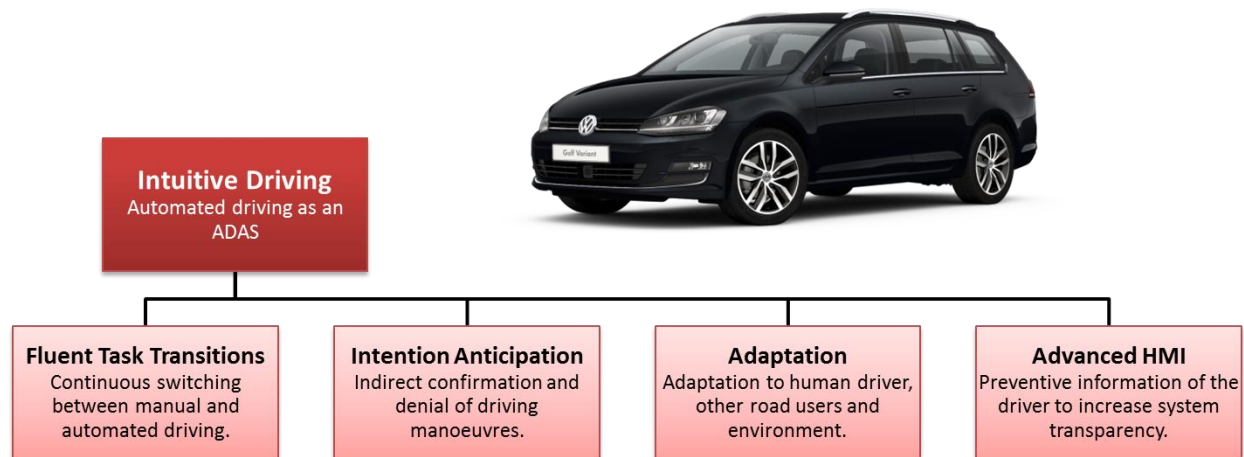 Golf Variant
Intuitive Driving
Automated driving as an
ADAS
Fluent Task Transitions
Continuous switching
between manual and
automated driving.
Intention Anticipation
Indirect confirmation and
denial of driving
manoeuvres.
Adaptation
Adaptation to human driver,
other road users and
environment.
Advanced HMI
Preventive information of the
driver to increase system
transparency.